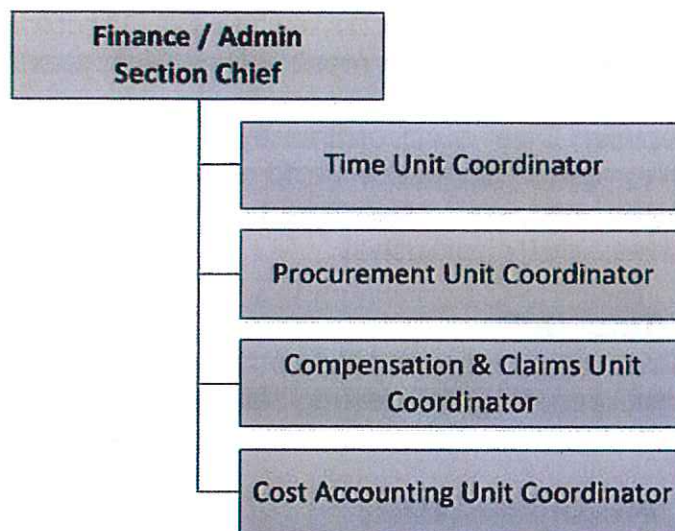 Finance / Admin
Section Chief
Time Unit Coordinator
Procurement Unit Coordinator
Compensation & Claims Unit
Coordinator
Cost Accounting Unit Coordinator